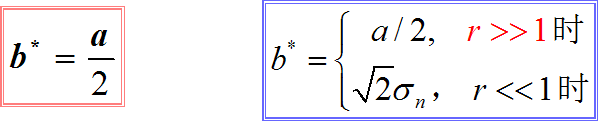 b* = a/2
b* = { a/2, r >> 1时
√2σₙ， r << 1时